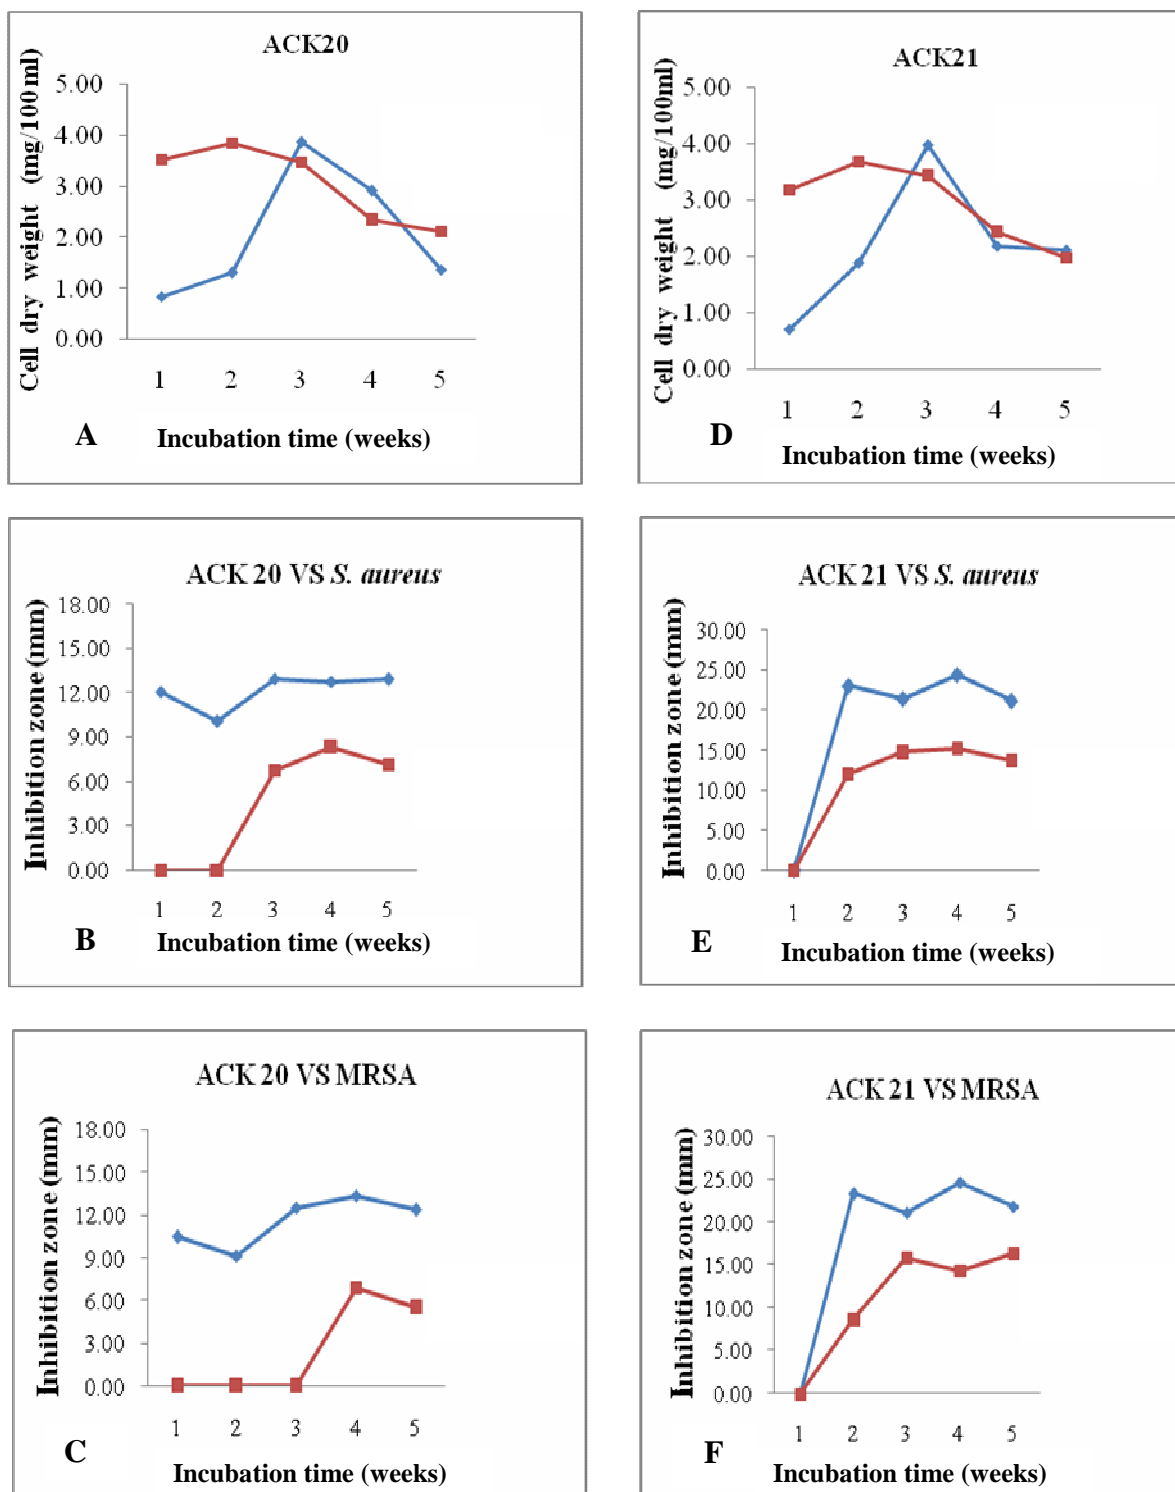 ACK20
Cell dry weight (mg/100ml)
5.00
4.00
3.00
2.00
1.00
0.00
1 2 3 4 5
A Incubation time (weeks)
ACK21
Cell dry weight (mg/100ml)
5.00
4.00
3.00
2.00
1.00
0.00
1 2 3 4 5
D Incubation time (weeks)
ACK 20 VS S. aureus
Inhibition zone (mm)
18.00
15.00
12.00
9.00
6.00
3.00
0.00
1 2 3 4 5
B Incubation time (weeks)
ACK 21 VS S. aureus
Inhibition zone (mm)
30.00
25.00
20.00
15.00
10.00
5.00
0.00
1 2 3 4 5
E Incubation time (weeks)
ACK 20 VS MRSA
Inhibition zone (mm)
18.00
15.00
12.00
9.00
6.00
3.00
0.00
1 2 3 4 5
C Incubation time (weeks)
ACK 21 VS MRSA
Inhibition zone (mm)
30.00
25.00
20.00
15.00
10.00
5.00
0.00
1 2 3 4 5
F Incubation time (weeks)